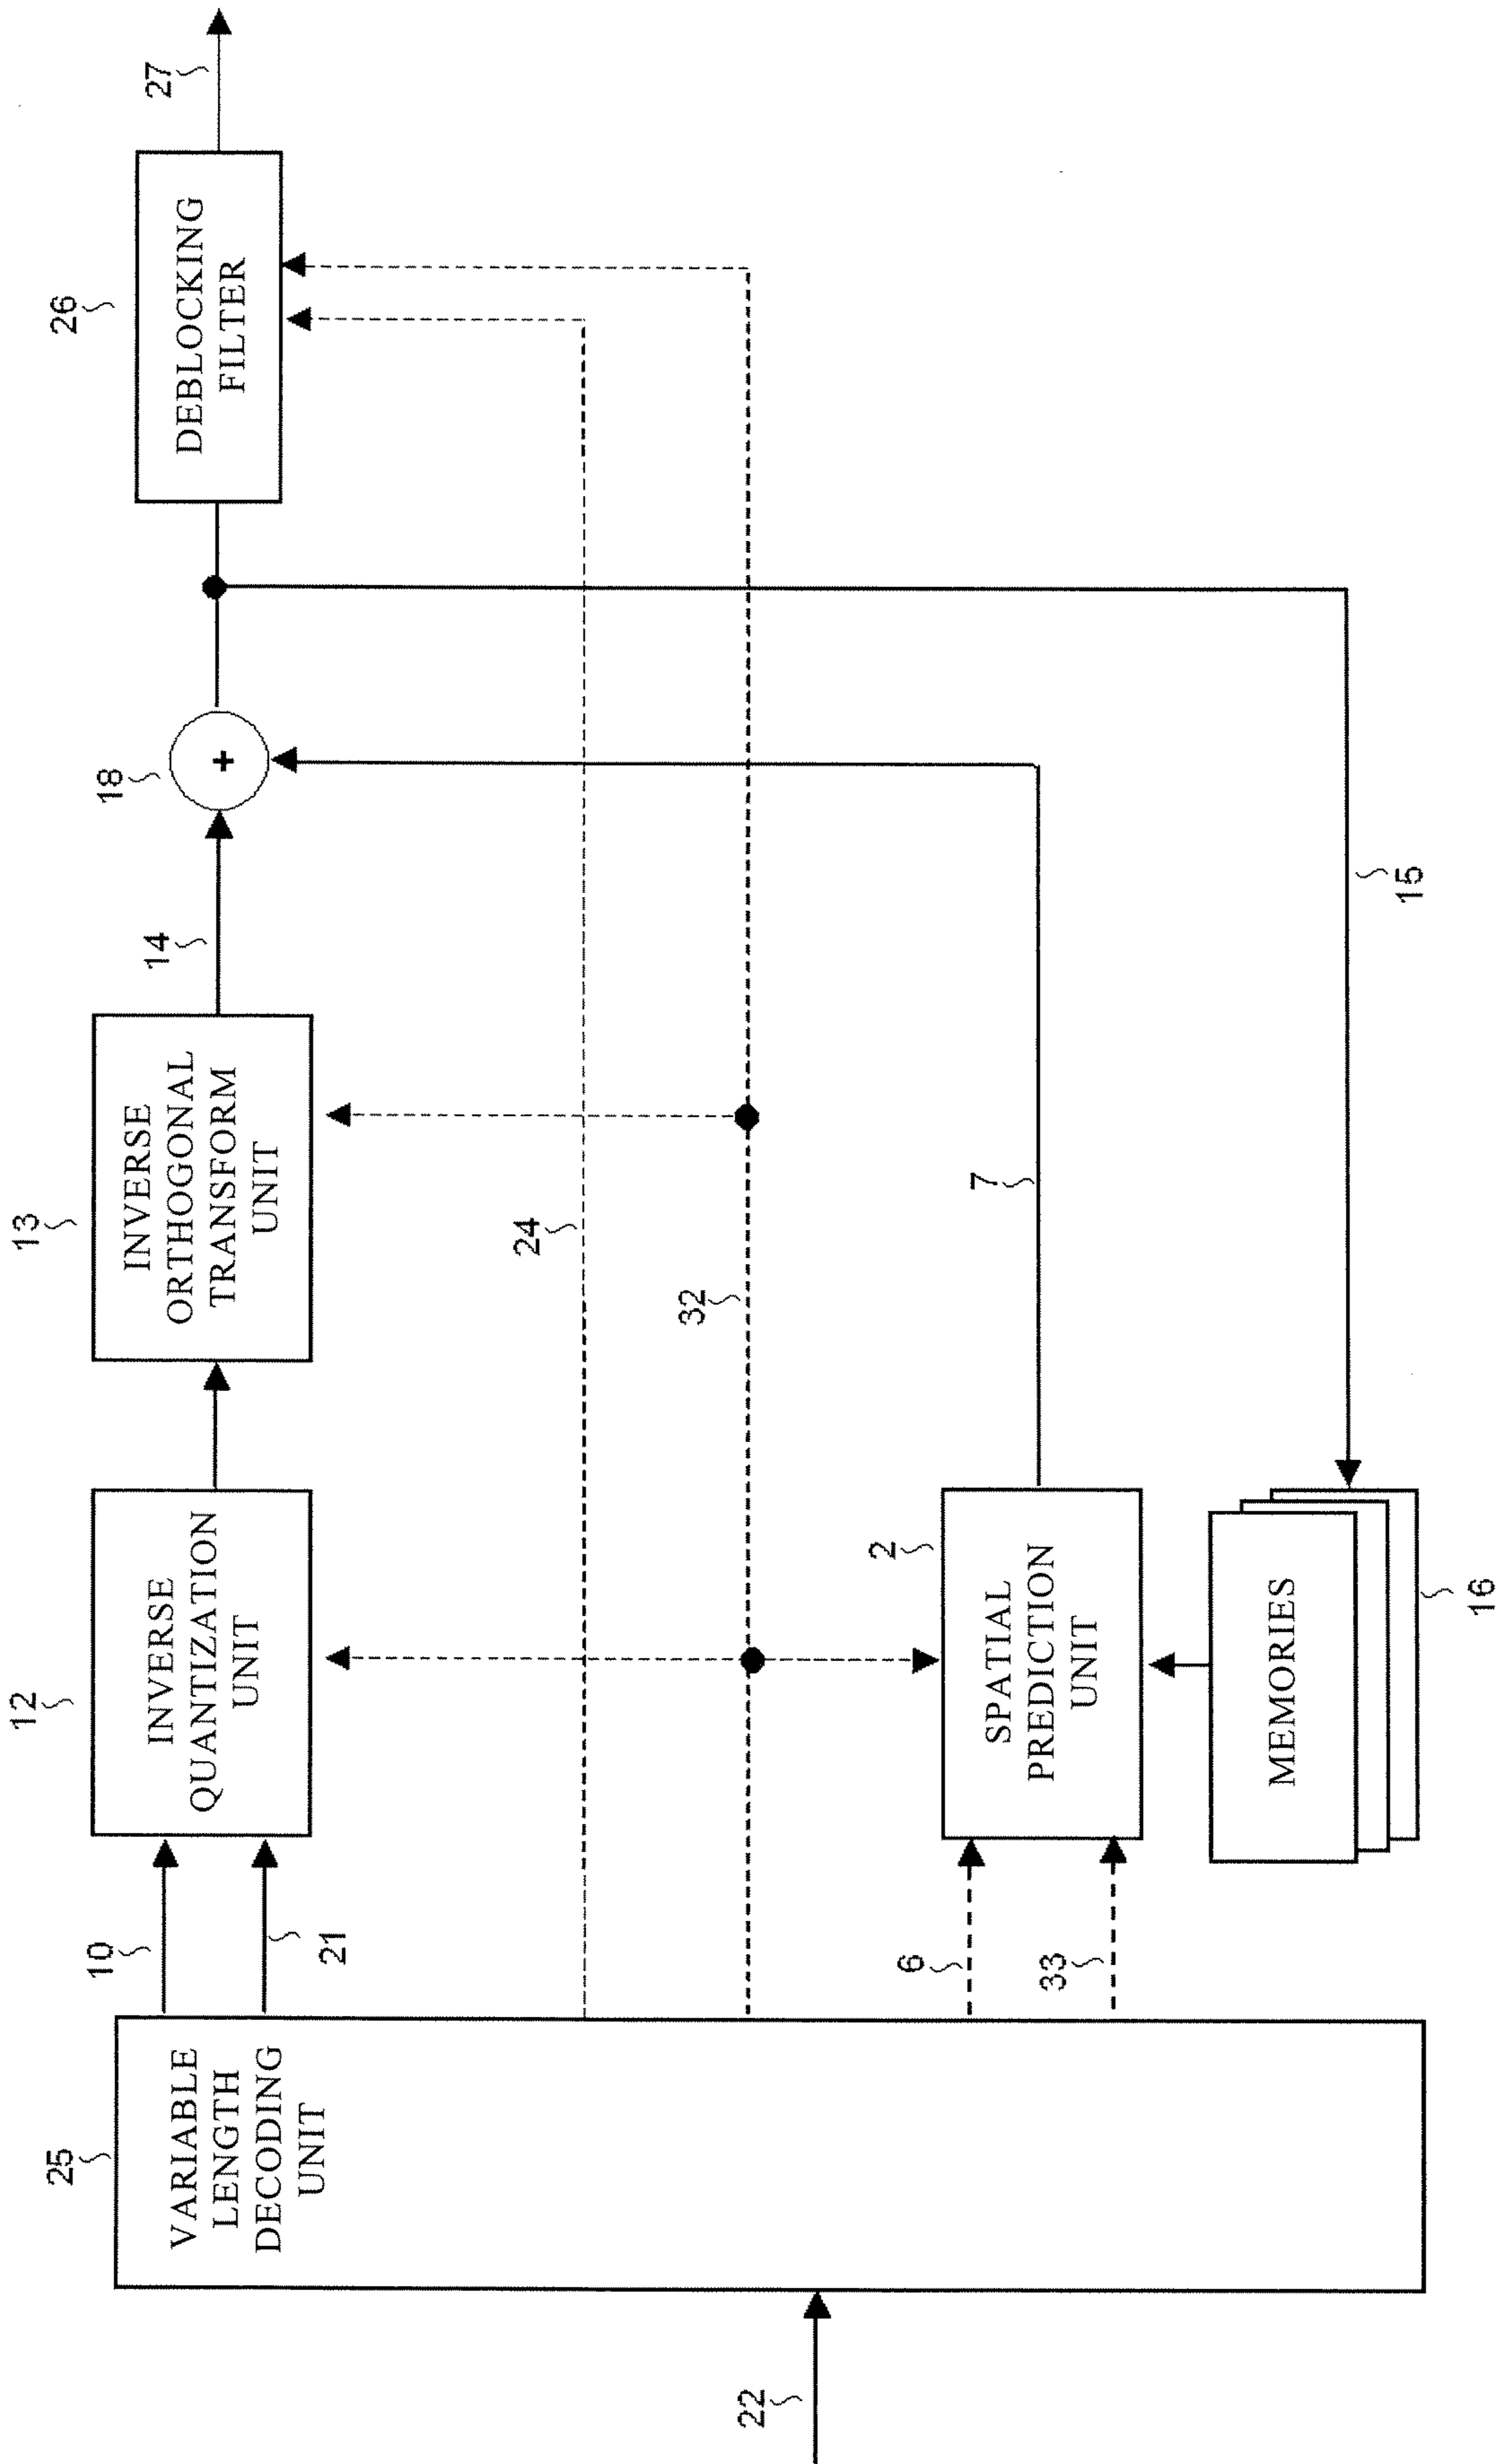 22
25
VARIABLE
LENGTH
DECODING
UNIT
10
21
24
32
6
33
12
INVERSE
QUANTIZATION
UNIT
13
INVERSE
ORTHOGONAL
TRANSFORM
UNIT
14
18
+
26
DEBLOCKING
FILTER
27
2
SPATIAL
PREDICTION
UNIT
7
MEMORIES
16
15